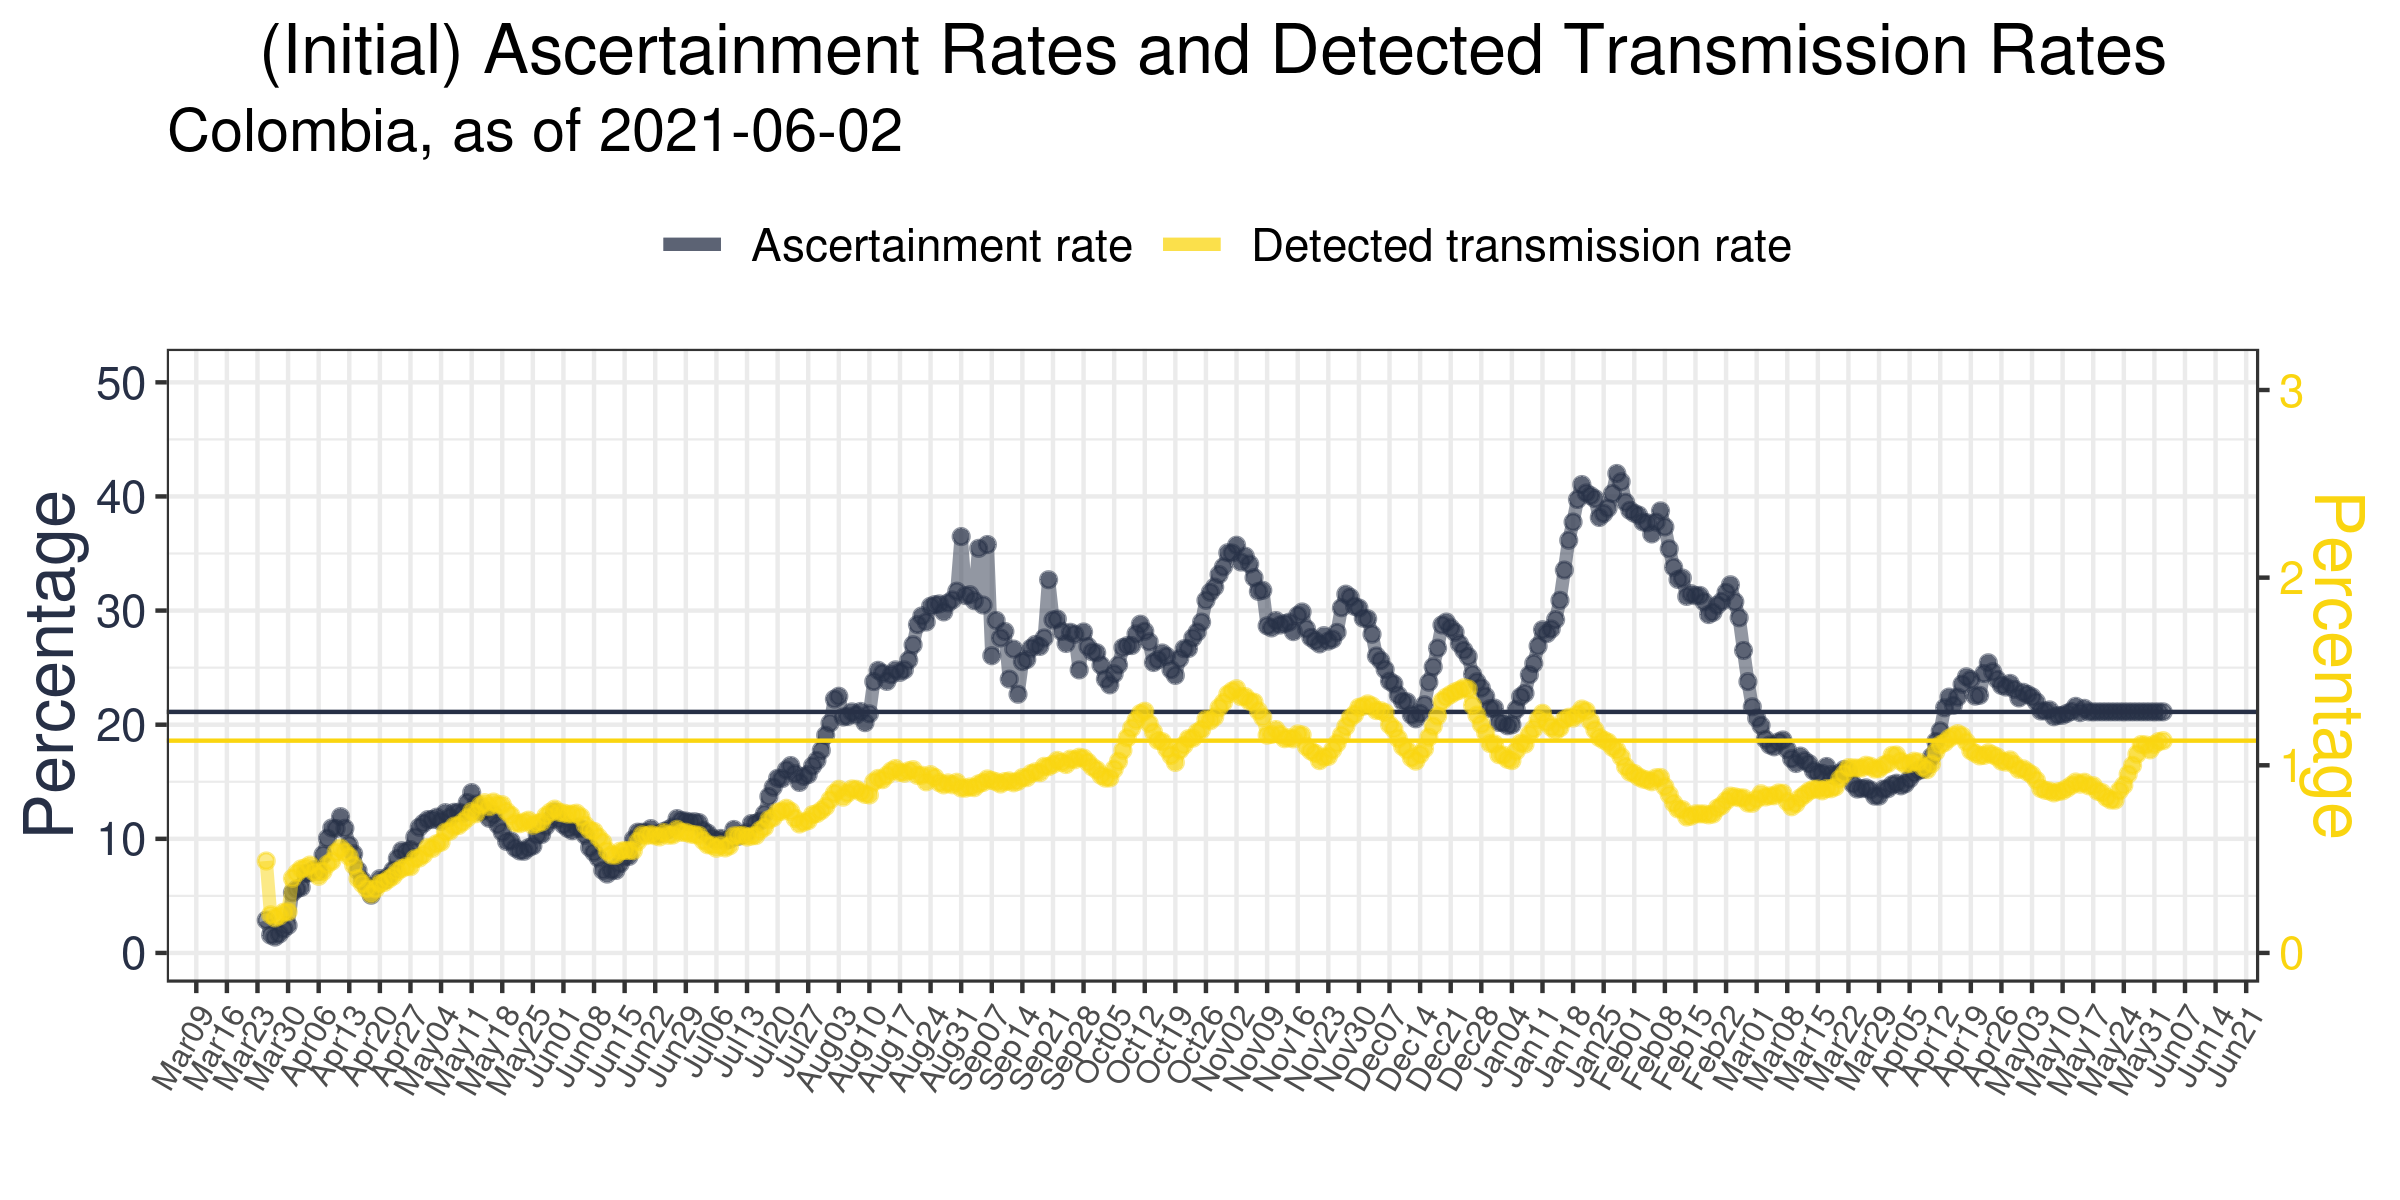 (Initial) Ascertainment Rates and Detected Transmission Rates
Colombia, as of 2021-06-02
Ascertainment rate
Detected transmission rate
Percentage
50
40
30
20
10
0
3
2
1
0
Percentage
Mar09
Mar16
Mar23
Mar30
Apr06
Apr13
Apr20
Apr27
May04
May11
May18
May25
Jun01
Jun08
Jun15
Jun22
Jun29
Jul06
Jul13
Jul20
Jul27
Aug03
Aug10
Aug17
Aug24
Aug31
Sep07
Sep14
Sep21
Sep28
Oct05
Oct12
Oct19
Oct26
Nov02
Nov09
Nov16
Nov23
Nov30
Dec07
Dec14
Dec21
Dec28
Jan04
Jan11
Jan18
Jan25
Feb01
Feb08
Feb15
Feb22
Mar01
Mar08
Mar15
Mar22
Mar29
Apr05
Apr12
Apr19
Apr26
May03
May10
May17
May24
May31
Jun07
Jun14
Jun21